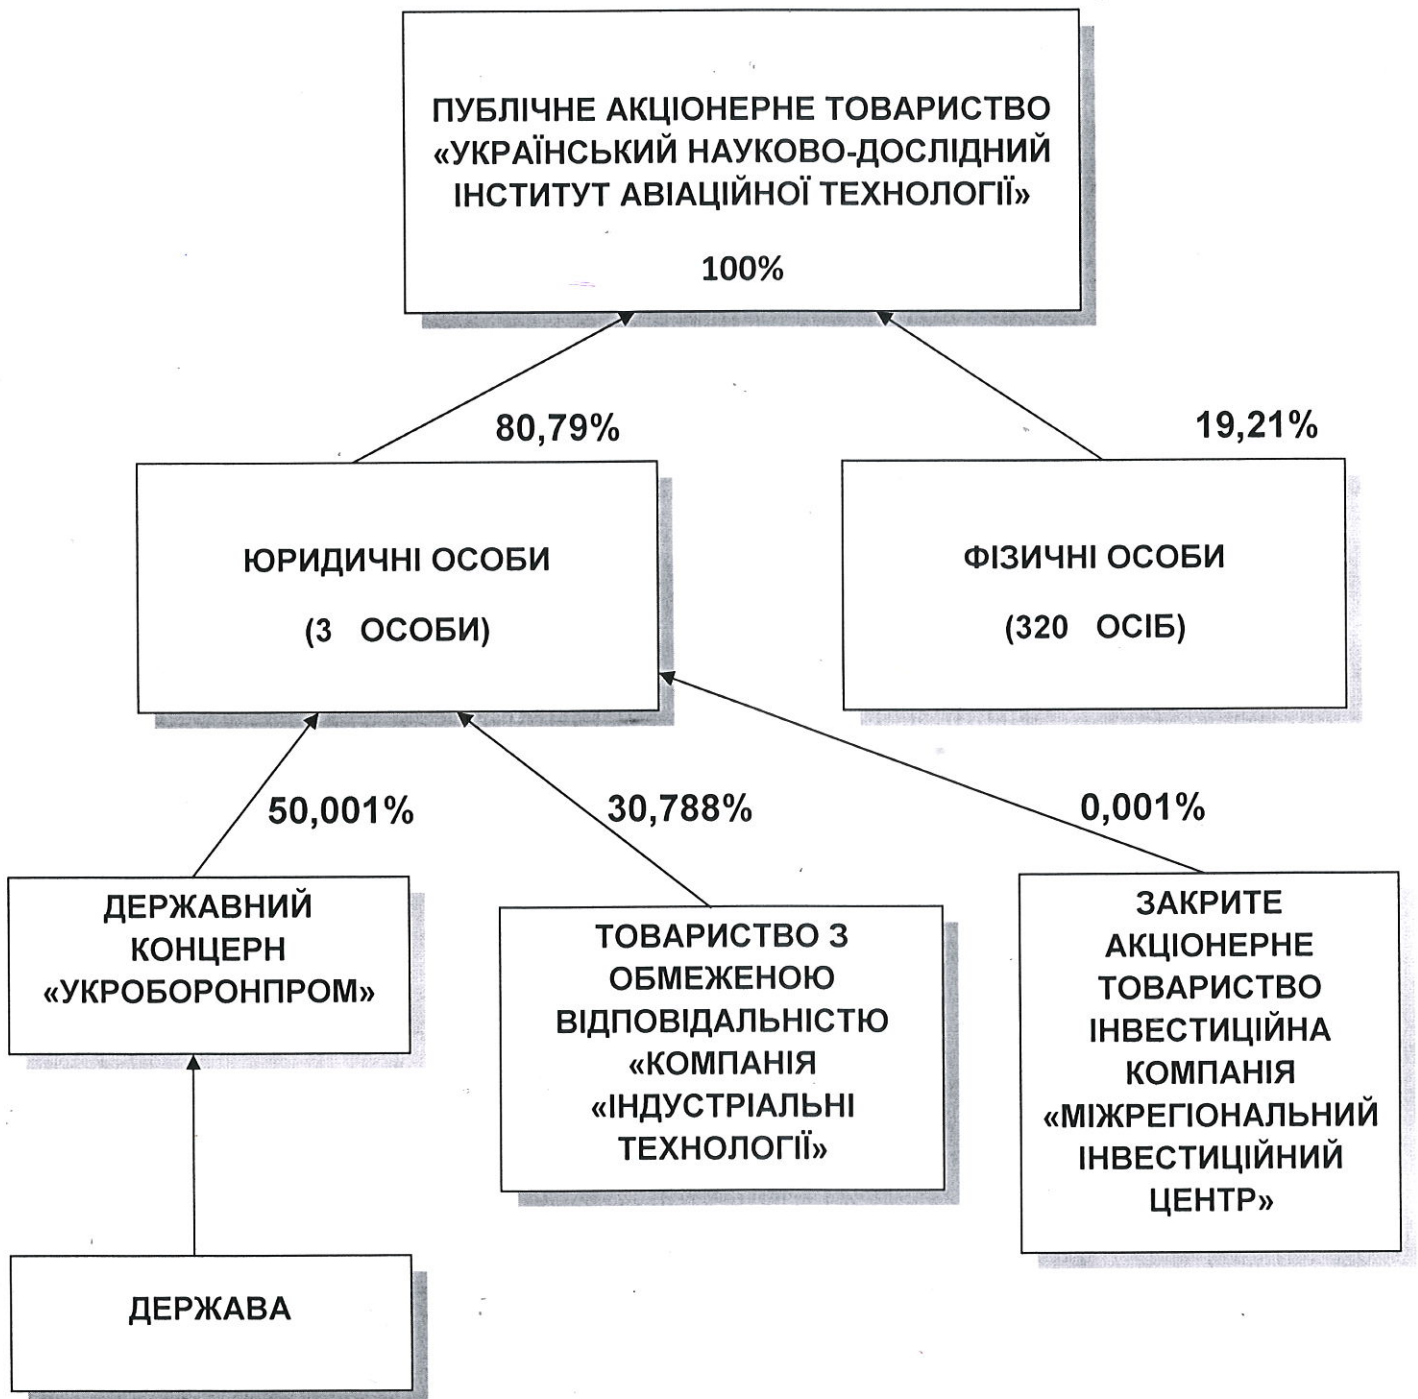 ПУБЛІЧНЕ АКЦІОНЕРНЕ ТОВАРИСТВО
«УКРАЇНСЬКИЙ НАУКОВО-ДОСЛІДНИЙ
ІНСТИТУТ АВІАЦІЙНОЇ ТЕХНОЛОГІЇ»
100%
80,79%
19,21%
ЮРИДИЧНІ ОСОБИ
(3 ОСОБИ)
ФІЗИЧНІ ОСОБИ
(320 ОСІБ)
50,001%
30,788%
0,001%
ДЕРЖАВНИЙ
КОНЦЕРН
«УКРОБОРОНПРОМ»
ТОВАРИСТВО З
ОБМЕЖЕНОЮ
ВІДПОВІДАЛЬНІСТЮ
«КОМПАНІЯ
«ІНДУСТРІАЛЬНІ
ТЕХНОЛОГІЇ»
ЗАКРИТЕ
АКЦІОНЕРНЕ
ТОВАРИСТВО
ІНВЕСТИЦІЙНА
КОМПАНІЯ
«МІЖРЕГІОНАЛЬНИЙ
ІНВЕСТИЦІЙНИЙ
ЦЕНТР»
ДЕРЖАВА